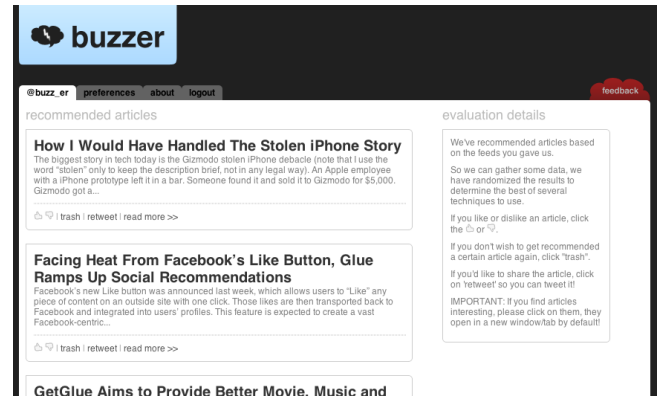 buzzer
@buzz_er preferences about logout
feedback
recommended articles
How I Would Have Handled The Stolen iPhone Story
The biggest story in tech today is the Gizmodo stolen iPhone debacle (note that I use the
word “stolen” only to keep the description brief, not in any legal way). An Apple employee
with a iPhone prototype left it in a bar. Someone found it and sold it to Gizmodo for $5,000.
Gizmodo got a...
| trash | retweet | read more >>
Facing Heat From Facebook’s Like Button, Glue
Ramps Up Social Recommendations
Facebook’s new Like button was announced last week, which allows users to “Like” any
piece of content on an outside site with one click. Those likes are then transported back to
Facebook and integrated into users’ profiles. This feature is expected to create a vast
Facebook-centric...
| trash | retweet | read more >>
GetGlue Aims to Provide Better Movie, Music and
evaluation details
We've recommended articles based
on the feeds you gave us.
So we can gather some data, we
have randomized the results to
determine the best of several
techniques to use.
If you like or dislike an article, click
the or .
If you don't wish to get recommended
a certain article again, click "trash".
If you'd like to share the article, click
on 'retweet' so you can tweet it!
IMPORTANT: If you find articles
interesting, please click on them, they
open in a new window/tab by default!